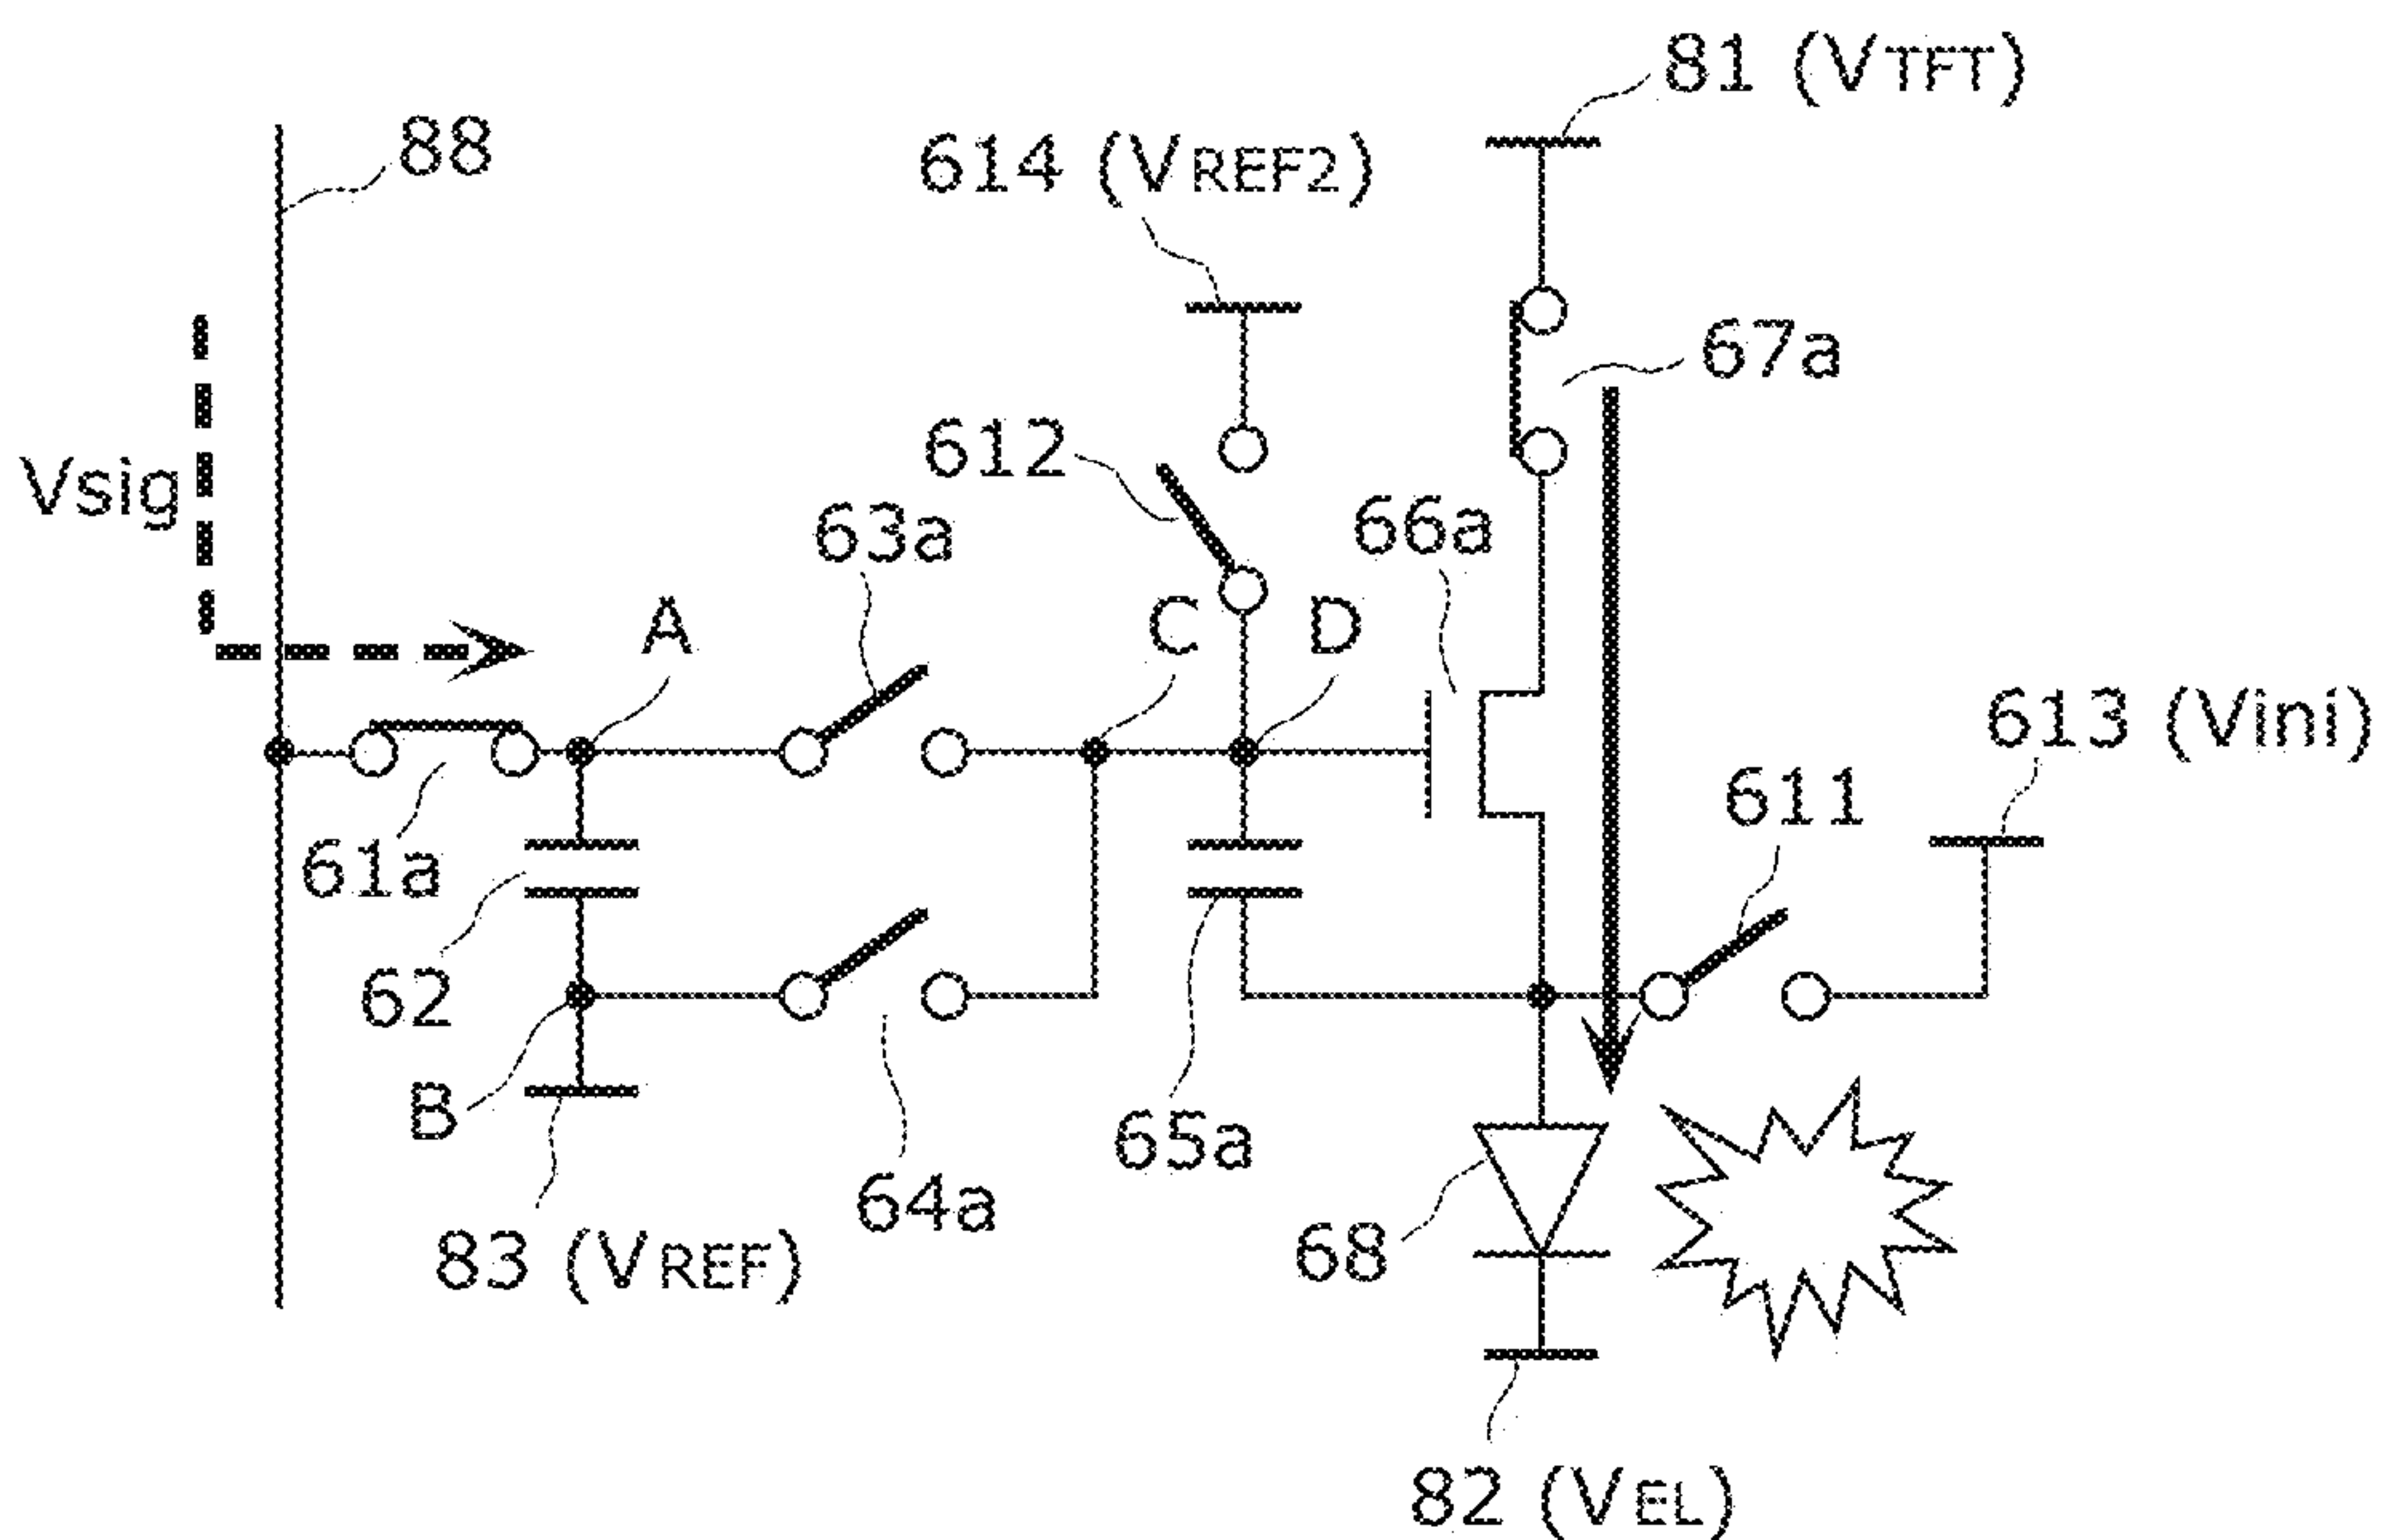 81 (VTFT)
88
614 (VREF2)
67a
612
Vsig
63a
66a
A
C
D
613 (Vini)
611
61a
62
B
65a
64a
68
83 (VREF)
82 (VEL)